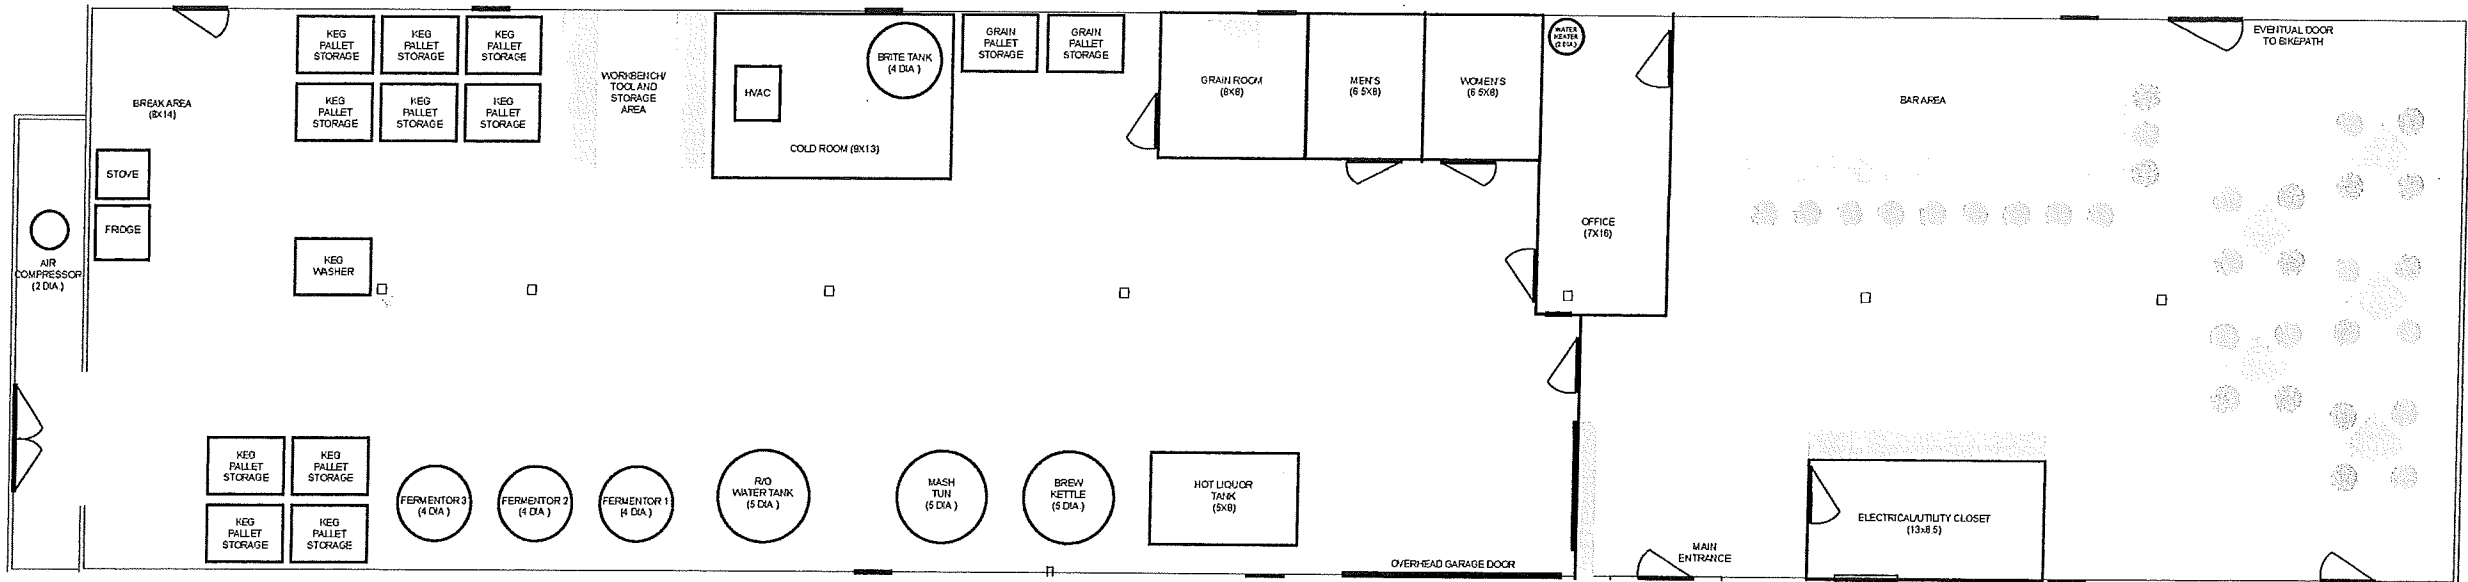 KEG
PALLET
STORAGE
KEG
PALLET
STORAGE
KEG
PALLET
STORAGE
KEG
PALLET
STORAGE
KEG
PALLET
STORAGE
KEG
PALLET
STORAGE
BREAK AREA
(8X14)
STOVE
FRIDGE
AIR
COMPRESSOR
(2 DIA.)
KEG
WASHER
WORKBENCH/
TOOL AND
STORAGE
AREA
HVAC
BRITE TANK
(4 DIA.)
COLD ROOM (9X13)
GRAIN
PALLET
STORAGE
GRAIN
PALLET
STORAGE
GRAIN ROOM
(8X8)
MEN'S
(6.5X8)
WOMEN'S
(6.5X8)
WATER
HEATER
(2 DIA.)
OFFICE
(7X16)
BAR AREA
EVENTUAL DOOR
TO BIKEPATH
KEG
PALLET
STORAGE
KEG
PALLET
STORAGE
KEG
PALLET
STORAGE
KEG
PALLET
STORAGE
FERMENTOR 3
(4 DIA.)
FERMENTOR 2
(4 DIA.)
FERMENTOR 1
(4 DIA.)
R/O
WATER TANK
(5 DIA.)
MASH
TUN
(5 DIA.)
BREW
KETTLE
(5 DIA.)
HOT LIQUOR
TANK
(5X8)
OVERHEAD GARAGE DOOR
MAIN
ENTRANCE
ELECTRICAL/UTILITY CLOSET
(13x8.5)